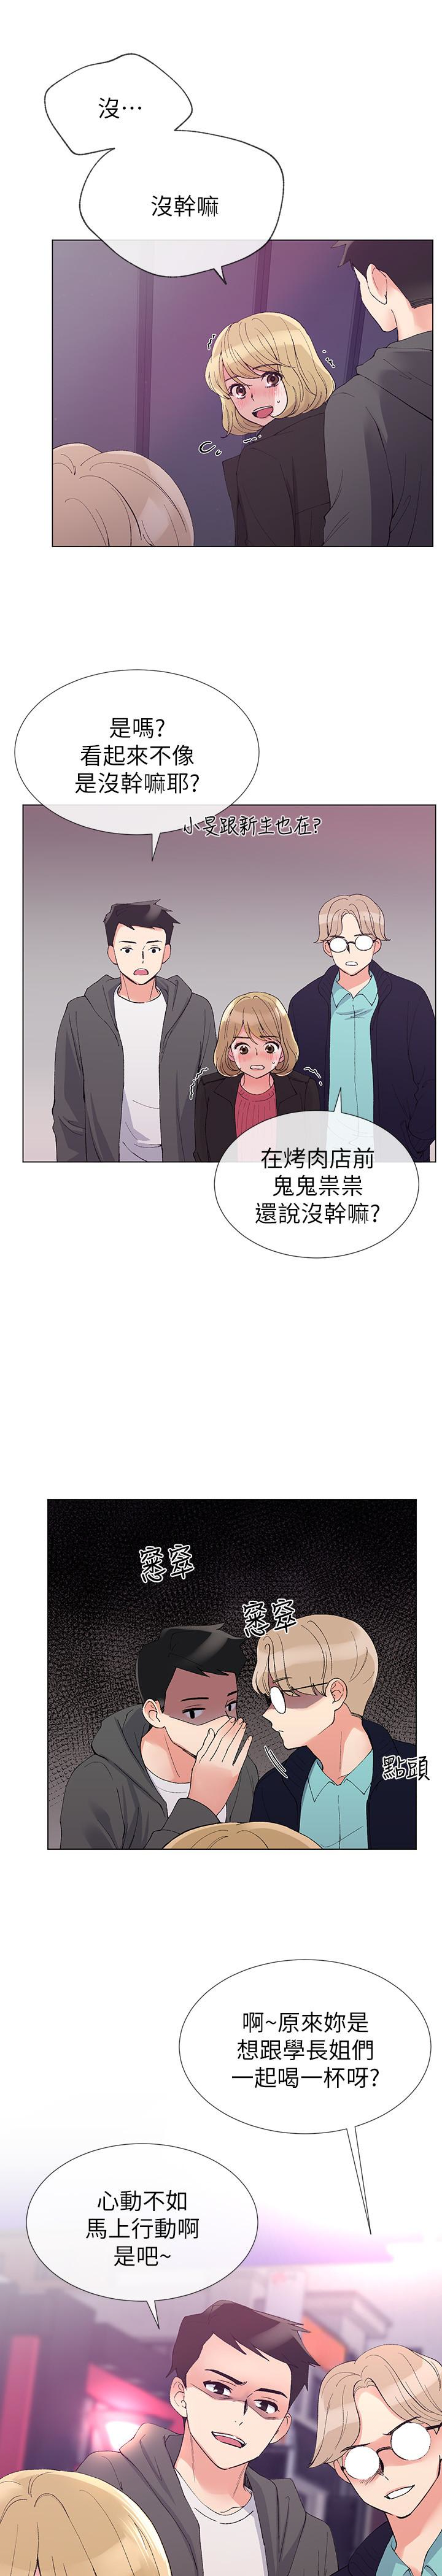 沒…
沒幹嘛
是嗎?
看起來不像
是沒幹嘛耶?
小旻跟新生也在?
在烤肉店前
鬼鬼祟祟
還說沒幹嘛?
窸窣
窸窣
點頭
啊~原來妳是
想跟學長姐們
一起喝一杯呀?
心動不如
馬上行動啊
是吧~